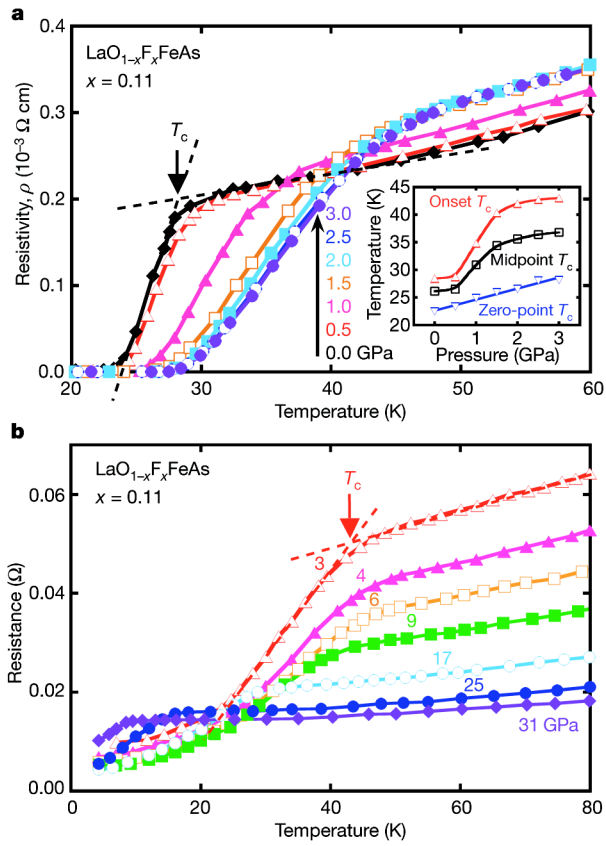 a
LaO1–xFxFeAs
x = 0.11
Tc
Resistivity, ρ (10–3 Ω cm)
0.4
0.3
0.2
0.1
0.0
3.0
2.5
2.0
1.5
1.0
0.5
0.0 GPa
20
30
40
50
60
Temperature (K)
Temperature (K)
45
40
35
30
25
20
Onset Tc
Midpoint Tc
Zero-point Tc
0 1 2 3
Pressure (GPa)
b
LaO1–xFxFeAs
x = 0.11
Tc
Resistance (Ω)
0.06
0.04
0.02
0.00
3
4
6
9
17
25
31 GPa
0
20
40
60
80
Temperature (K)